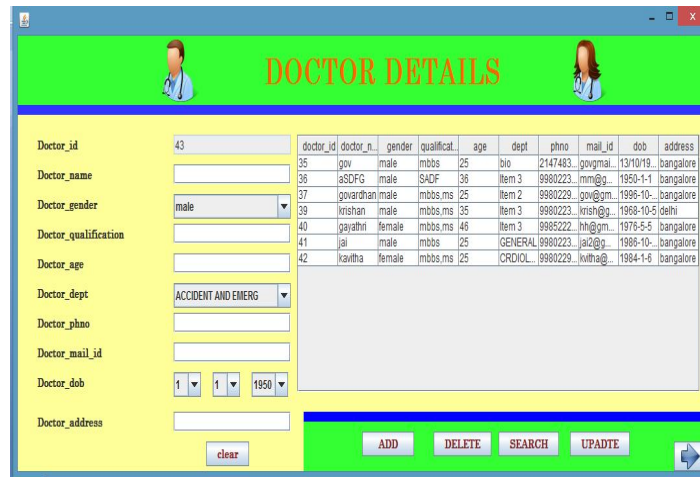 DOCTOR DETAILS
Doctor_id 43
Doctor_name
Doctor_gender male
Doctor_qualification
Doctor_age
Doctor_dept ACCIDENT AND EMERG
Doctor_phno
Doctor_mail_id
Doctor_dob 1 1 1950
Doctor_address
clear
doctor_id doctor_n... gender qualificat... age dept phno mail_id dob address
35 gov male mbbs 25 bio 2147483... govgmai... 13/10/19... bangalore
36 aSDFG male SADF 36 Item 3 9980223... mm@g... 1950-1-1 bangalore
37 govardhan male mbbs,ms 25 Item 2 9980229... gov@gm... 1996-10-... bangalore
39 krishan male mbbs,ms 35 Item 3 9980223... krish@g... 1968-10-5 delhi
40 gayathri female mbbs,ms 46 Item 3 9985222... hh@gm... 1976-5-5 bangalore
41 jai male mbbs 25 GENERAL 9980223... jai2@g... 1986-10-... bangalore
42 kavitha female mbbs,ms 25 CRDIOL... 9980229... kvitha@... 1984-1-6 bangalore
ADD DELETE SEARCH UPADTE